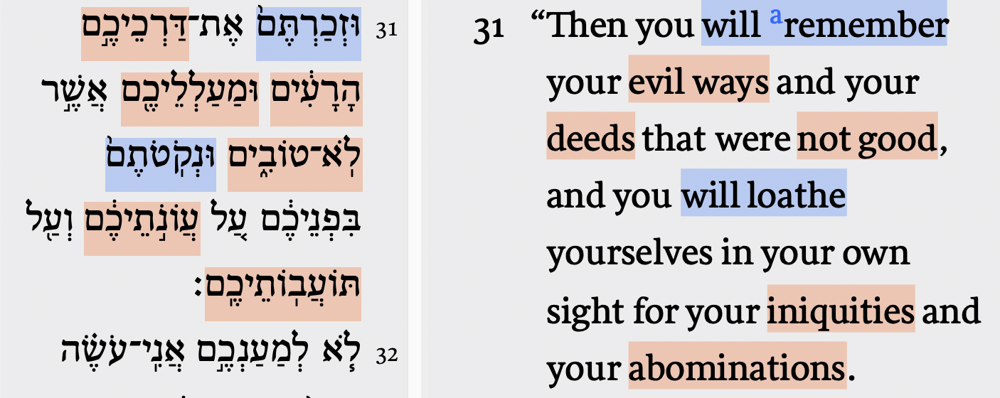 31 וּזְכַרְתֶּם֙ אֶת־דַּרְכֵיכֶ֣ם
הָרָעִ֔ים וּמַעַלְלֵיכֶ֖ם אֲשֶׁ֣ר
לֹֽא־טוֹבִ֑ים וּנְקֹֽטֹתֶם֙
בִּפְנֵיכֶ֔ם עַ֚ל עֲוֺנֹ֣תֵיכֶ֔ם וְעַ֖ל
תּוֹעֲבֽוֹתֵיכֶֽם׃
32 לֹ֧א לְמַעַנְכֶ֣ם אֲנִֽי־עֹשֶׂ֗ה
31 “Then you will ᵃremember
your evil ways and your
deeds that were not good,
and you will loathe
yourselves in your own
sight for your iniquities and
your abominations.